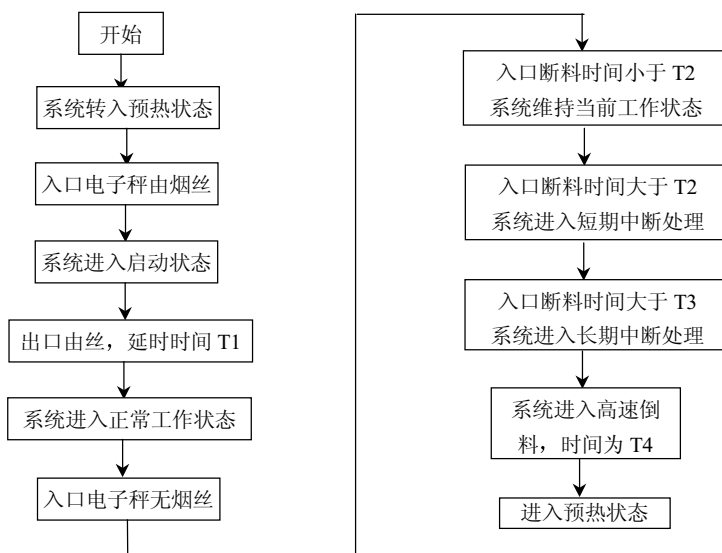 开始
系统转入预热状态
入口电子秤由烟丝
系统进入启动状态
出口由丝，延时时间 T1
系统进入正常工作状态
入口电子秤无烟丝
入口断料时间小于 T2
系统维持当前工作状态
入口断料时间大于 T2
系统进入短期中断处理
入口断料时间大于 T3
系统进入长期中断处理
系统进入高速倒
料，时间为 T4
进入预热状态